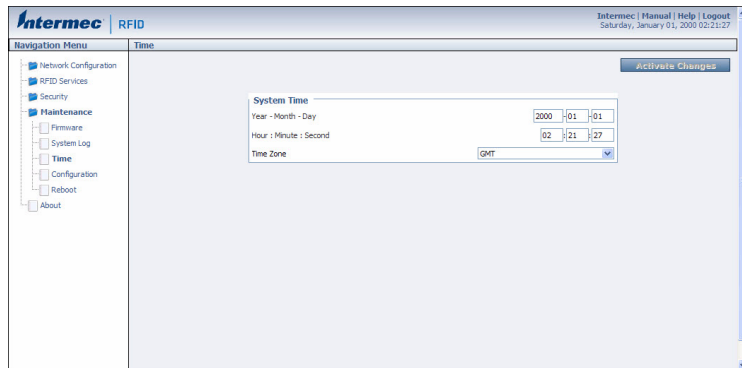 Intermec | RFID
Intermec | Manual | Help | Logout
Saturday, January 01, 2000 02:21:27
Navigation Menu
Time
Network Configuration
RFID Services
Security
Maintenance
Firmware
System Log
Time
Configuration
Reboot
About
Activate Changes
System Time
Year - Month - Day 2000 - 01 - 01
Hour : Minute : Second 02 : 21 : 27
Time Zone GMT